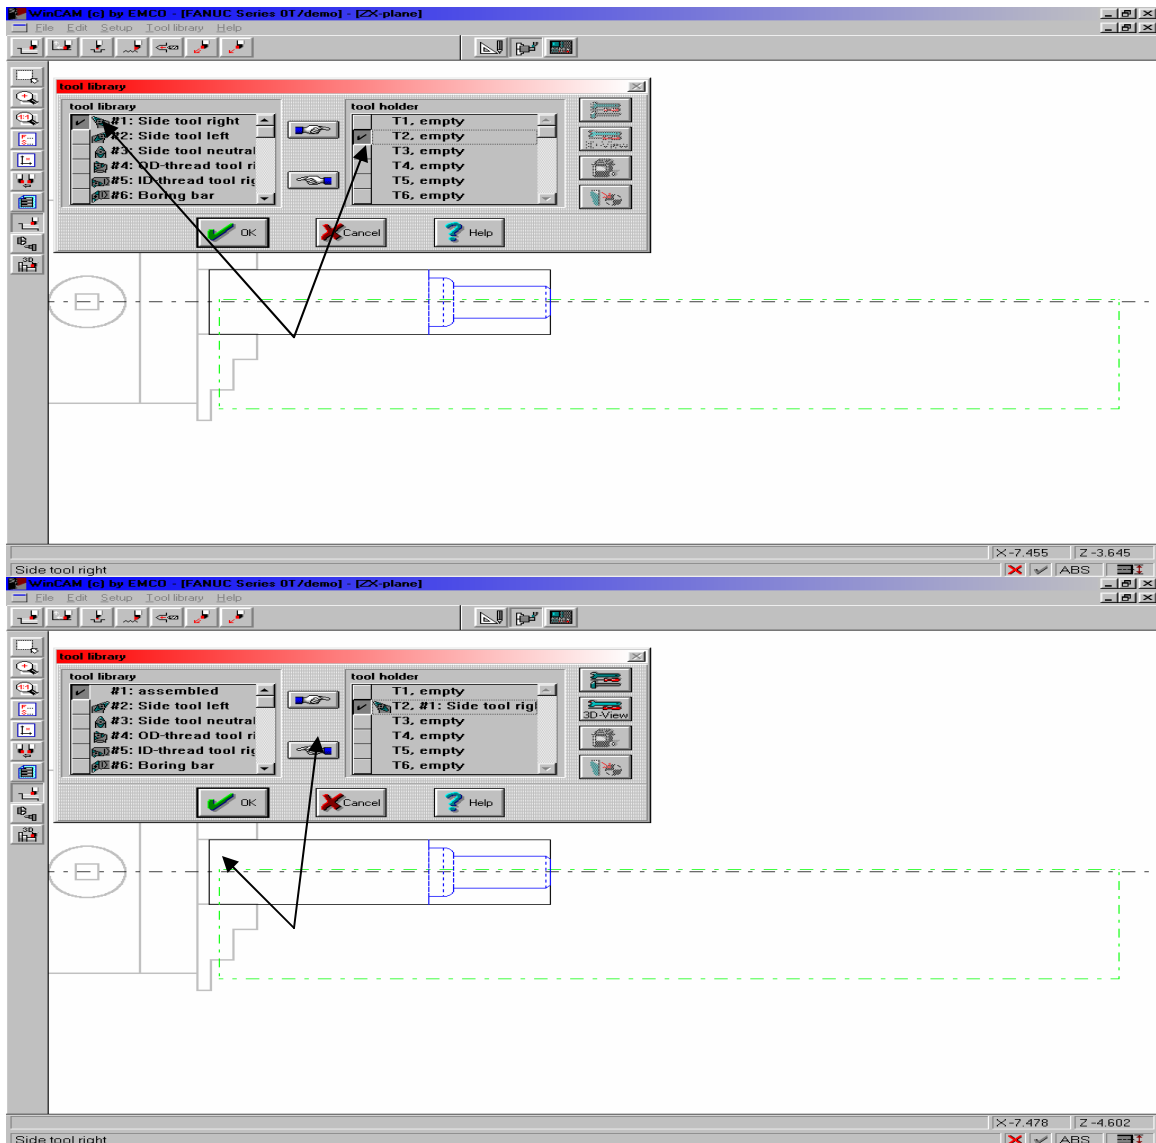 WinCAM (c) by EMCO - [FANUC Series 0T/demo] - [ZX-plane]
File Edit Setup Tool library Help
tool library
tool library
tool holder
#1: Side tool right
T1, empty
#2: Side tool left
T2, empty
#3: Side tool neutral
T3, empty
#4: OD-thread tool ri
T4, empty
#5: ID-thread tool rig
T5, empty
#6: Boring bar
T6, empty
3D-View
OK
Cancel
? Help
X -7.455 Z -3.645
Side tool right
ABS
WinCAM (c) by EMCO - [FANUC Series 0T/demo] - [ZX-plane]
File Edit Setup Tool library Help
tool library
tool library
tool holder
#1: assembled
T1, empty
#2: Side tool left
T2, #1: Side tool rig
#3: Side tool neutral
T3, empty
#4: OD-thread tool ri
T4, empty
#5: ID-thread tool rig
T5, empty
#6: Boring bar
T6, empty
3D-View
OK
Cancel
? Help
X -7.478 Z -4.602
Side tool right
ABS